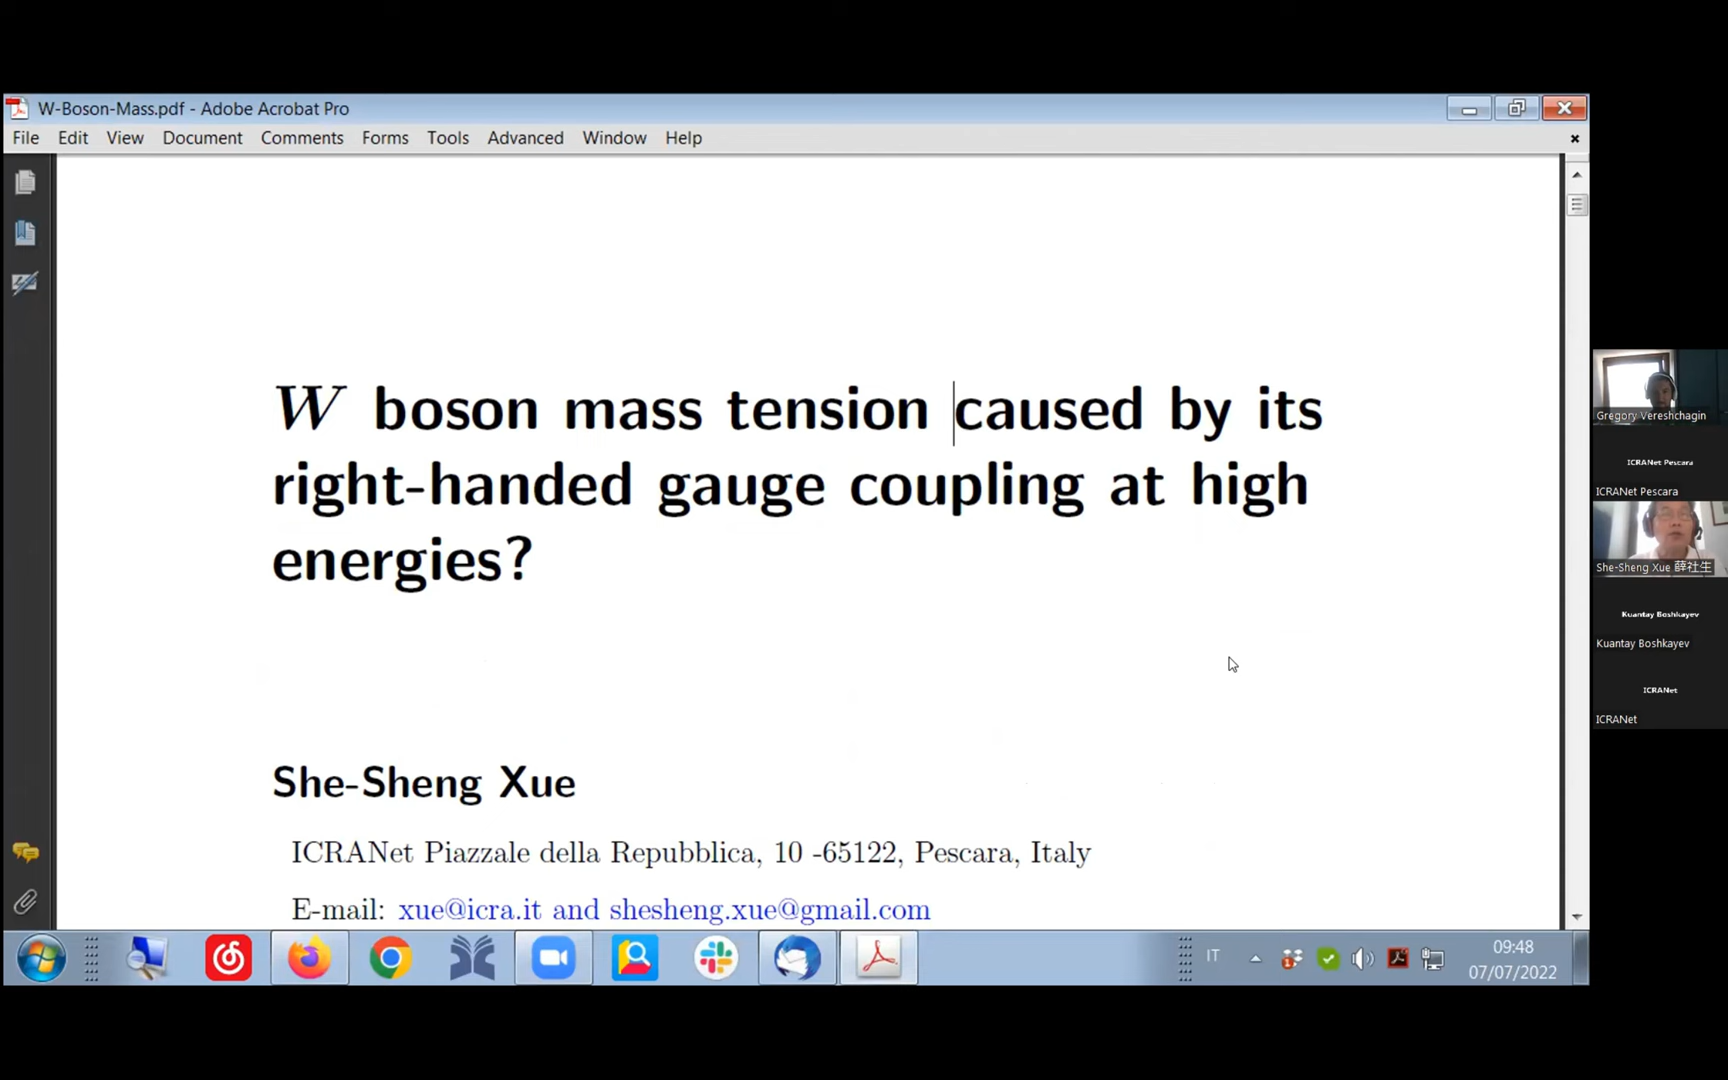 W-Boson-Mass.pdf - Adobe Acrobat Pro
File Edit View Document Comments Forms Tools Advanced Window Help
W boson mass tension caused by its
right-handed gauge coupling at high
energies?
She-Sheng Xue
ICRANet Piazzale della Repubblica, 10 -65122, Pescara, Italy
E-mail: xue@icra.it and shesheng.xue@gmail.com
Gregory Vereshchagin
ICRANet Pescara
ICRANet Pescara
She-Sheng Xue 薛社生
Kuantay Boshkayev
Kuantay Boshkayev
ICRANet
ICRANet
IT
09:48
07/07/2022